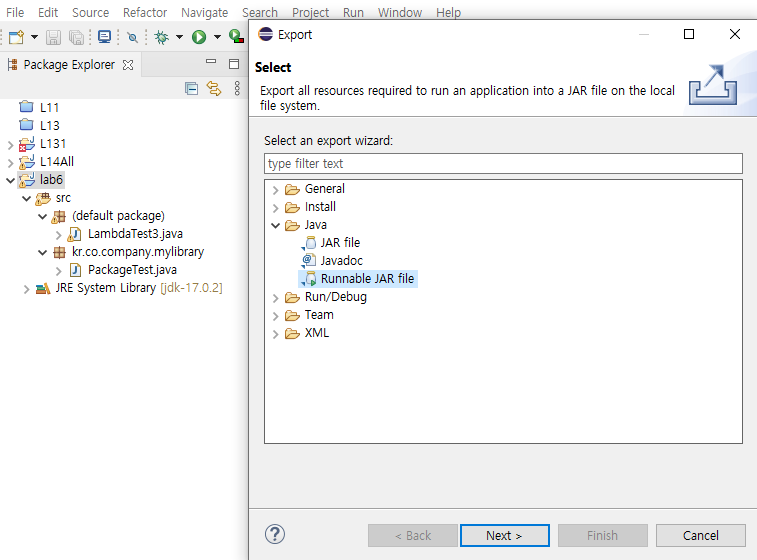 File Edit Source Refactor Navigate Search Project Run Window Help
Package Explorer
L11
L13
L131
L14All
lab6
src
(default package)
LambdaTest3.java
kr.co.company.mylibrary
PackageTest.java
JRE System Library [jdk-17.0.2]
Export
Select
Export all resources required to run an application into a JAR file on the local
file system.
Select an export wizard:
type filter text
General
Install
Java
JAR file
Javadoc
Runnable JAR file
Run/Debug
Team
XML
< Back Next > Finish Cancel